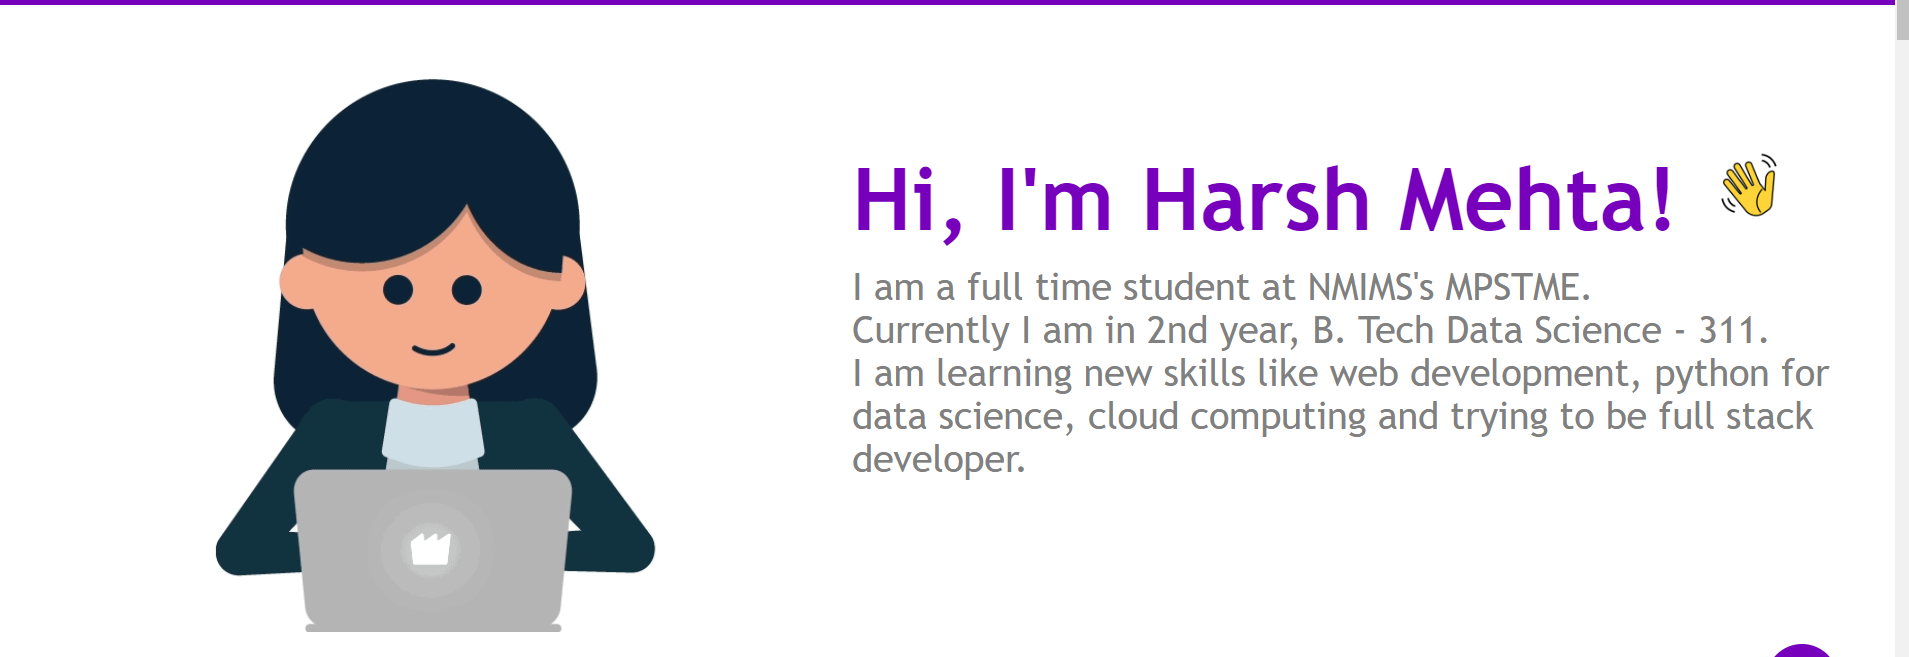 Hi, I'm Harsh Mehta! 👋
I am a full time student at NMIMS's MPSTME.
Currently I am in 2nd year, B. Tech Data Science - 311.
I am learning new skills like web development, python for
data science, cloud computing and trying to be full stack
developer.